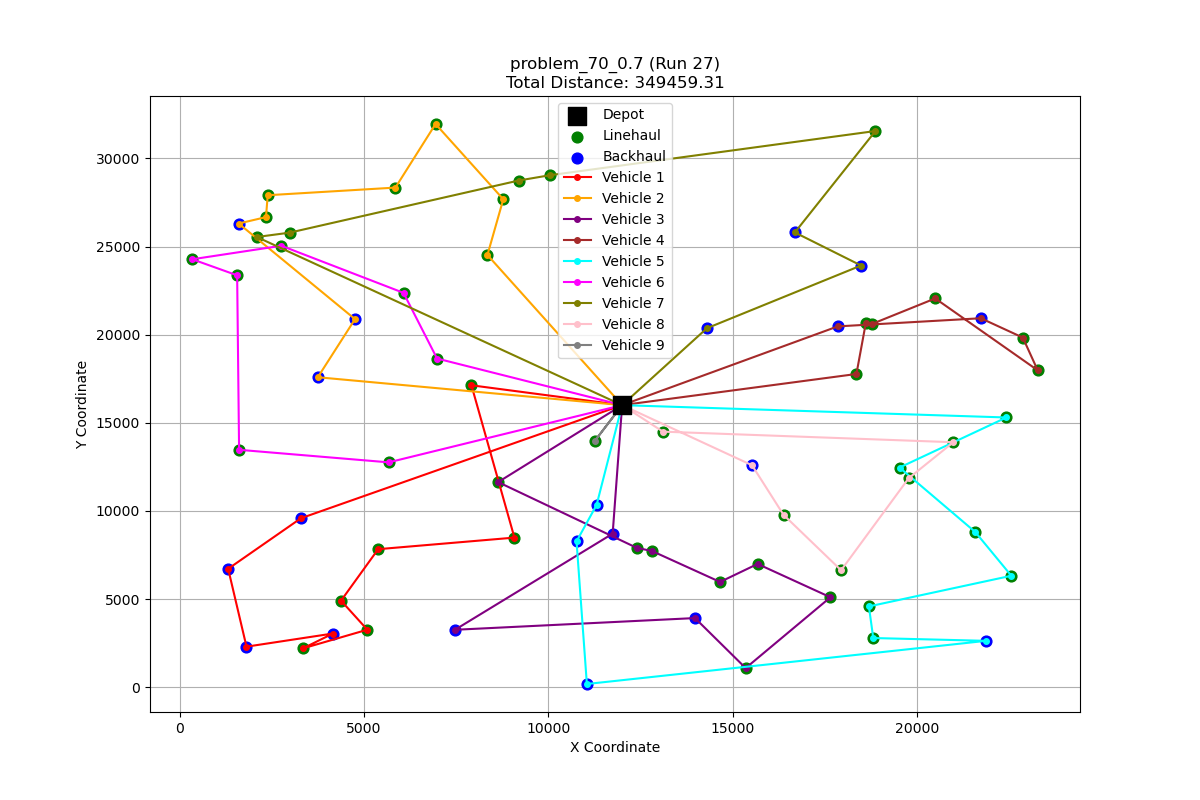 problem_70_0.7 (Run 27)
Total Distance: 349459.31
Depot
Linehaul
Backhaul
Vehicle 1
Vehicle 2
Vehicle 3
Vehicle 4
Vehicle 5
Vehicle 6
Vehicle 7
Vehicle 8
Vehicle 9
Y Coordinate
30000
25000
20000
15000
10000
5000
0
0
5000
10000
15000
20000
X Coordinate